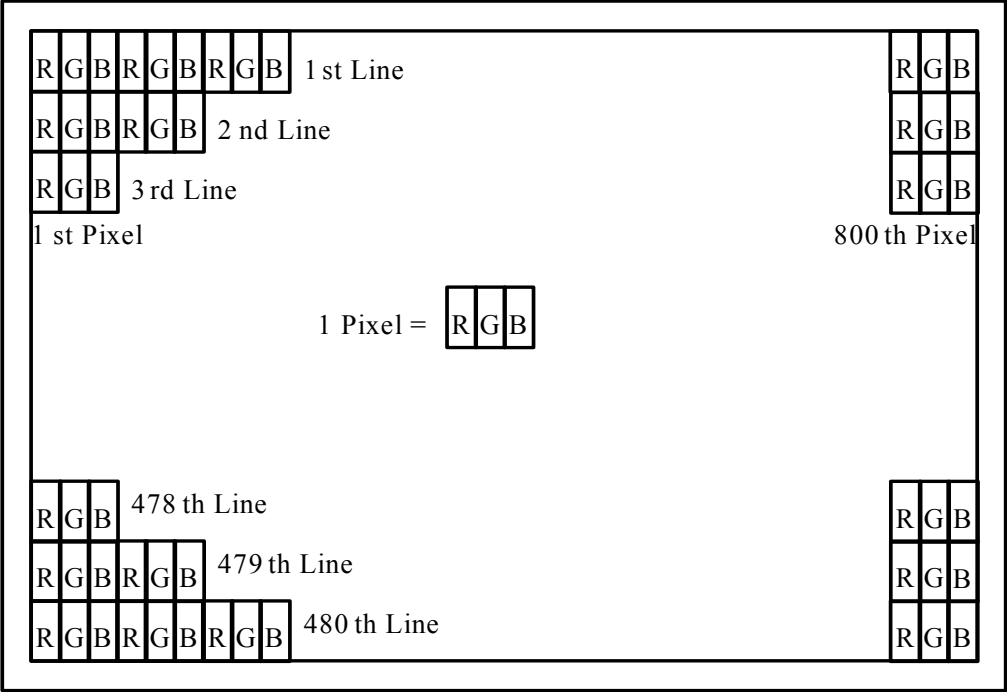 R G B R G B R G B 1 st Line R G B
R G B R G B 2 nd Line R G B
R G B 3 rd Line R G B
1 st Pixel 800 th Pixel
1 Pixel = R G B
R G B 478 th Line R G B
R G B R G B 479 th Line R G B
R G B R G B R G B 480 th Line R G B